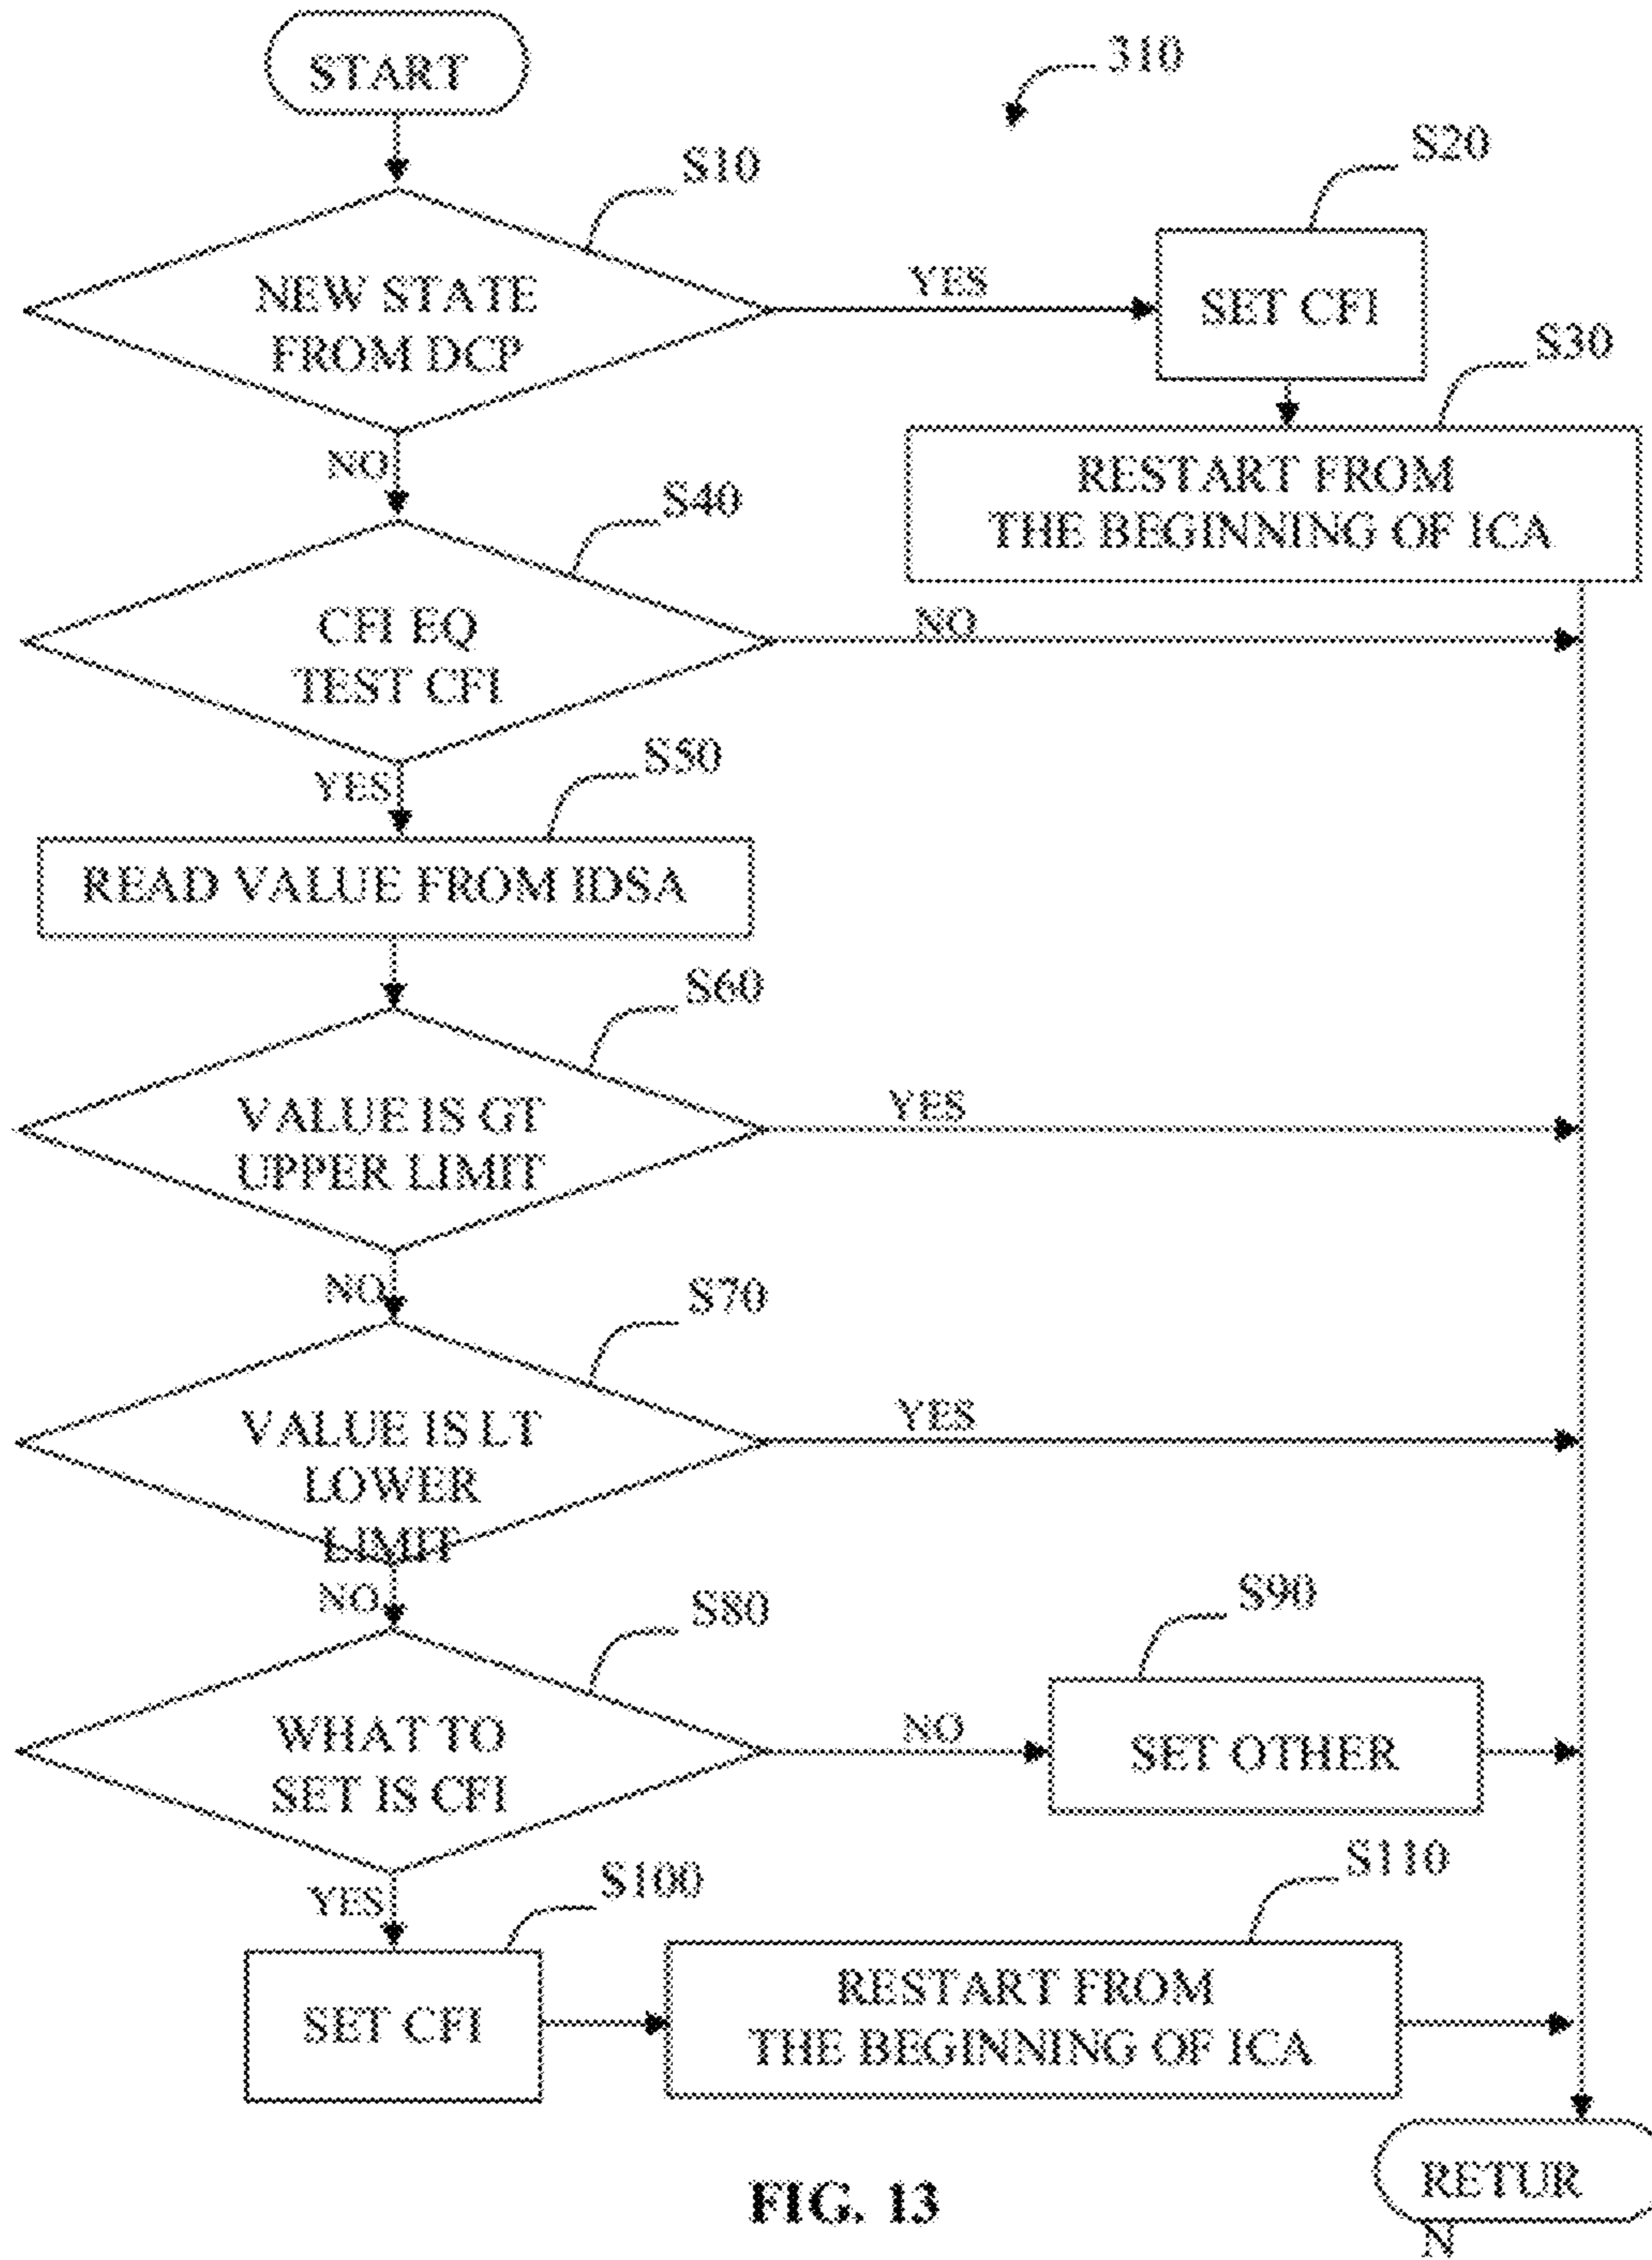 START
310
S10
S20
NEW STATE
FROM DCP
YES
SET CFI
S30
NO
RESTART FROM
THE BEGINNING OF ICA
S40
CFI EQ
TEST CFI
NO
YES
S50
READ VALUE FROM IDSA
S60
VALUE IS GT
UPPER LIMIT
YES
NO
S70
VALUE IS LT
LOWER
LIMIT
YES
NO
S80
S90
WHAT TO
SET IS CFI
NO
SET OTHER
YES
S100
S110
SET CFI
RESTART FROM
THE BEGINNING OF ICA
RETUR
N
FIG. 13